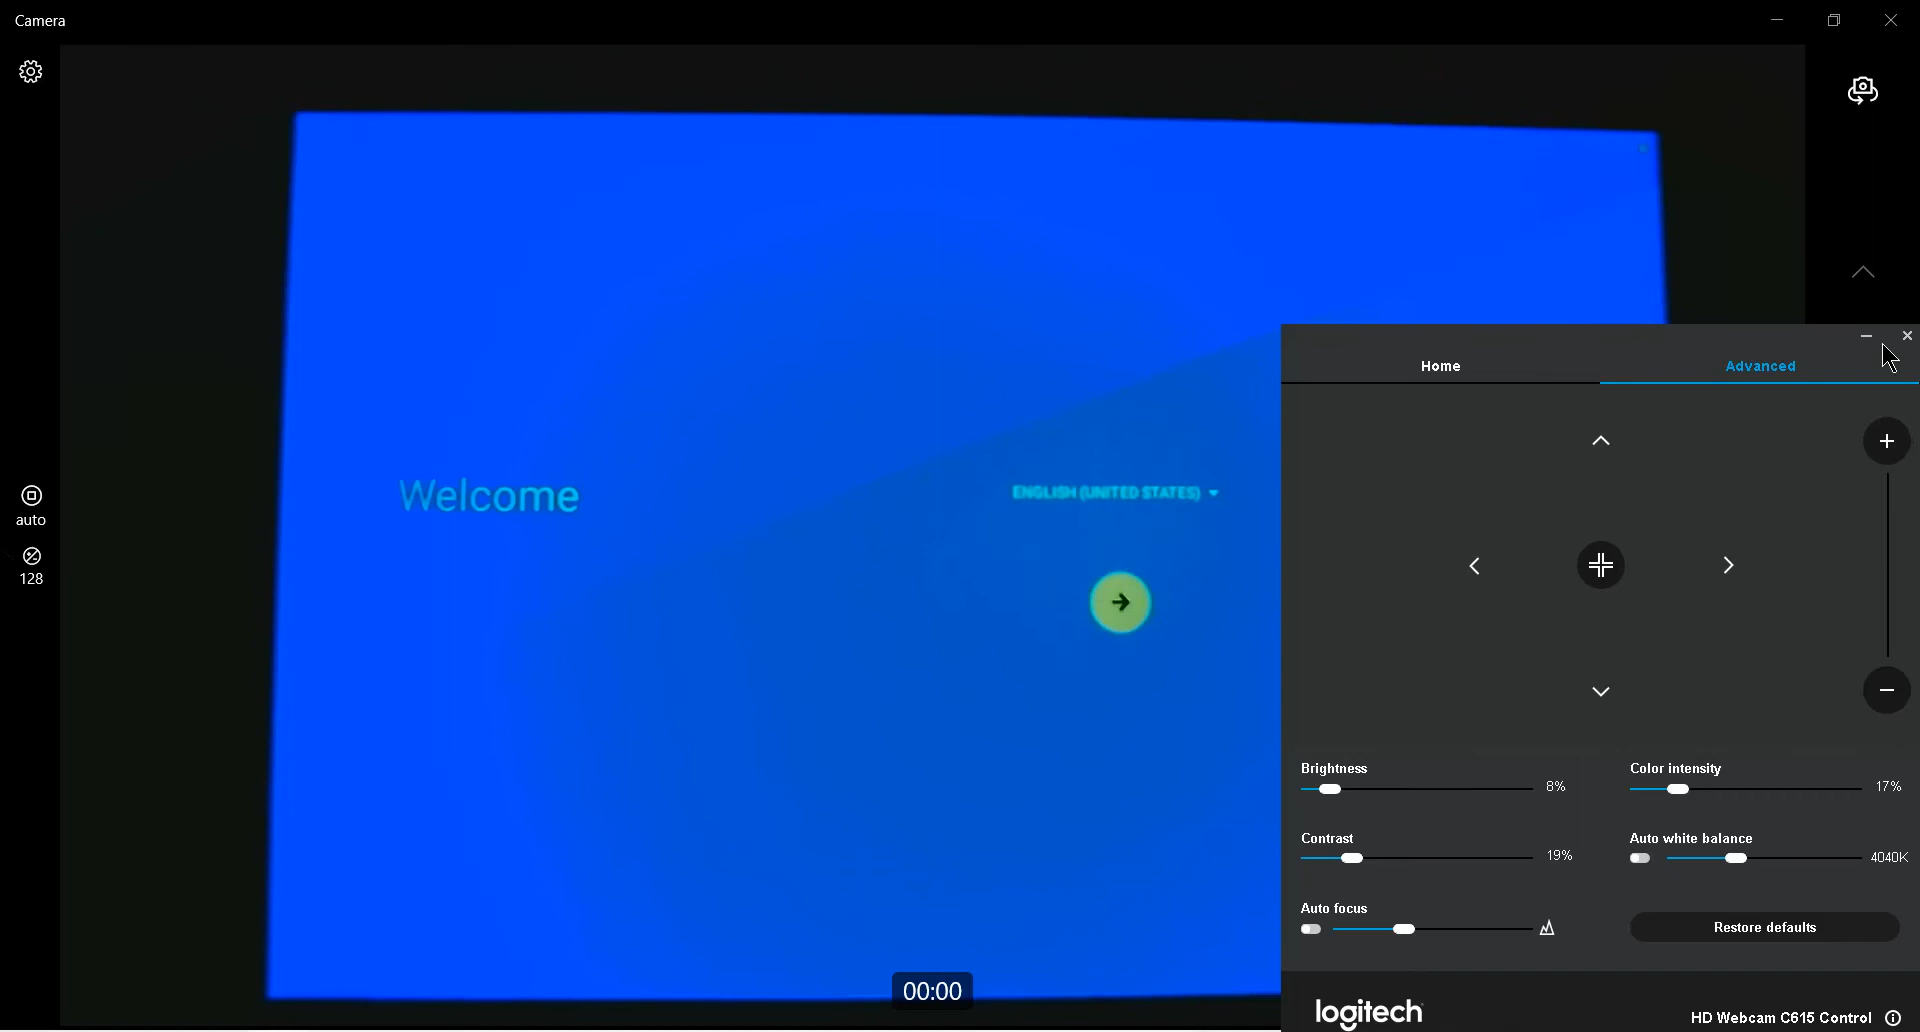 Camera
auto
128
Welcome
ENGLISH (UNITED STATES)
00:00
Home
Advanced
Brightness
8%
Color intensity
17%
Contrast
19%
Auto white balance
4040K
Auto focus
Restore defaults
logitech
HD Webcam C615 Control